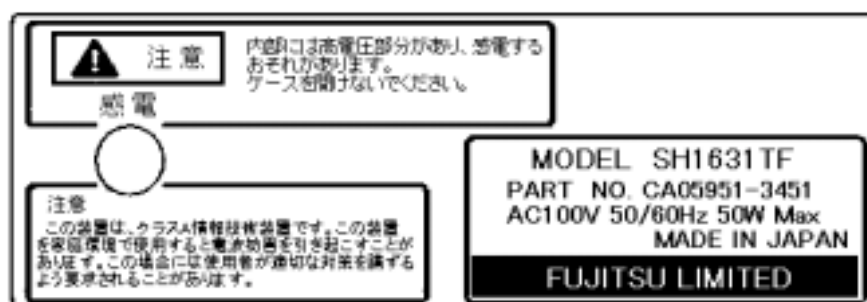 注意
内部には高電圧部分があり、感電する
おそれがあります。
ケースを開けないでください。
感電
注意
この装置は、クラスA情報技術装置です。この装置
を家庭環境で使用すると電波妨害を引き起こすことが
あります。この場合には使用者が適切な対策を講ずる
よう要求されることがあります。
MODEL SH1631TF
PART NO. CA05951-3451
AC100V 50/60Hz 50W Max
MADE IN JAPAN
FUJITSU LIMITED